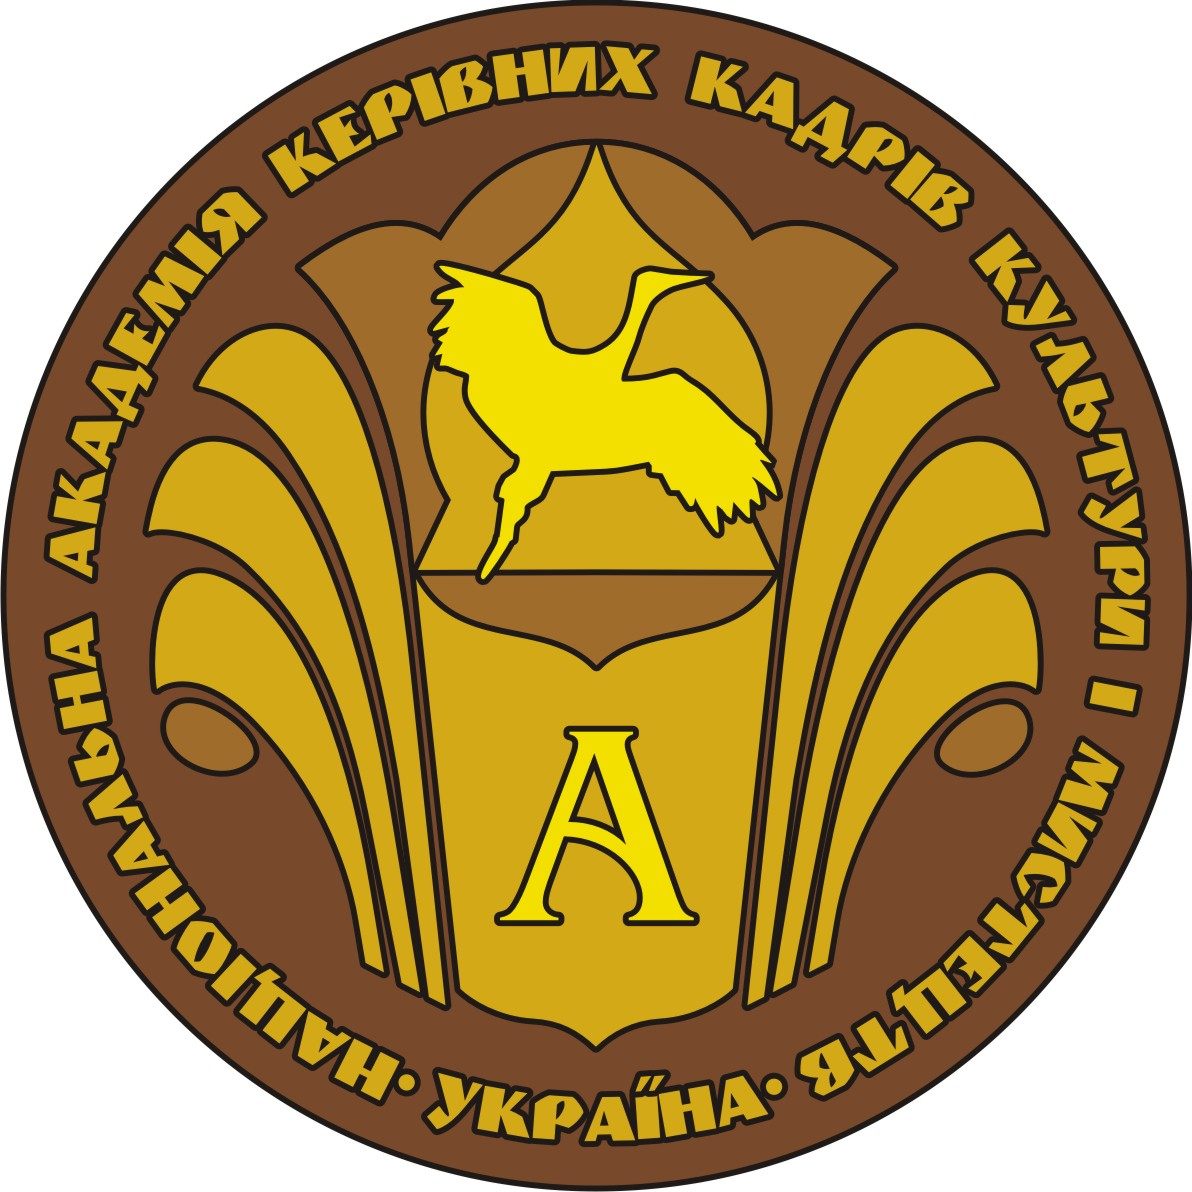 НАЦІОНАЛЬНА АКАДЕМІЯ КЕРІВНИХ КАДРІВ КУЛЬТУРИ І МИСТЕЦТВ
• УКРАЇНА •
А